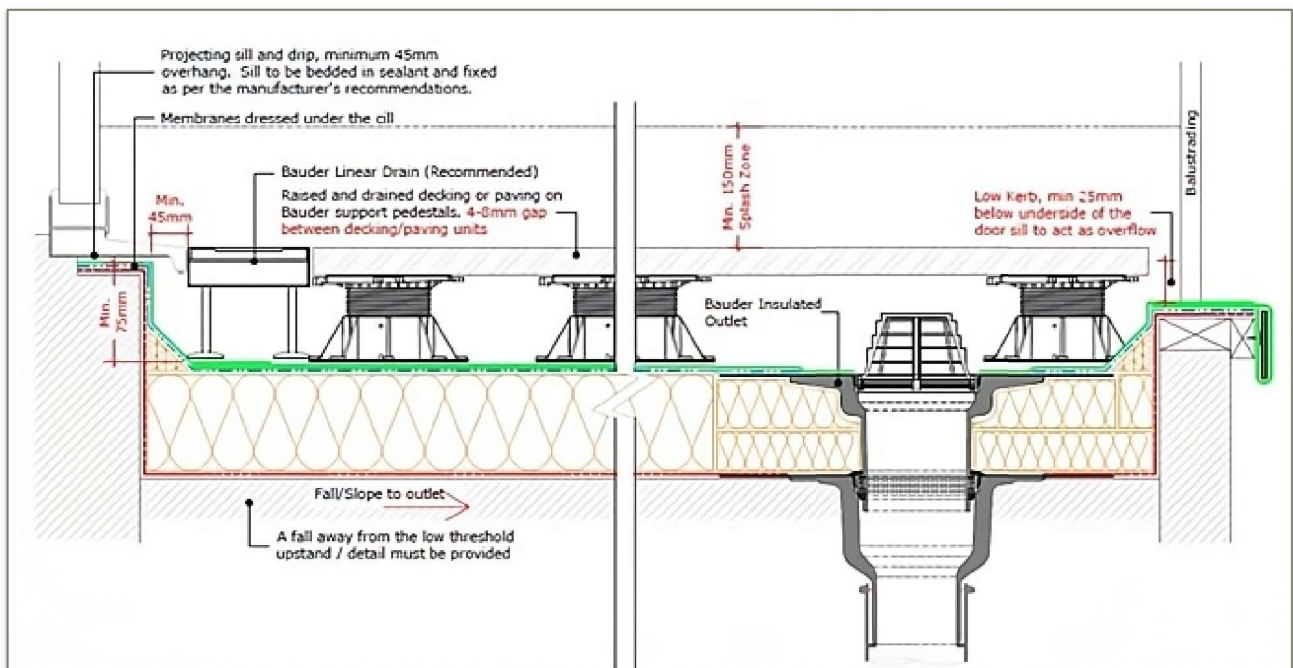 Projecting sill and drip, minimum 45mm
overhang. Sill to be bedded in sealant and fixed
as per the manufacturer's recommendations.
Membranes dressed under the cill
Bauder Linear Drain (Recommended)
Raised and drained decking or paving on
Bauder support pedestals. 4-8mm gap
between decking/paving units
Min.
45mm
Min. 150mm
Splash Zone
Low Kerb, min 25mm
below underside of the
door sill to act as overflow
Balustrading
Min.
75mm
Bauder Insulated
Outlet
Fall/Slope to outlet
A fall away from the low threshold
upstand / detail must be provided